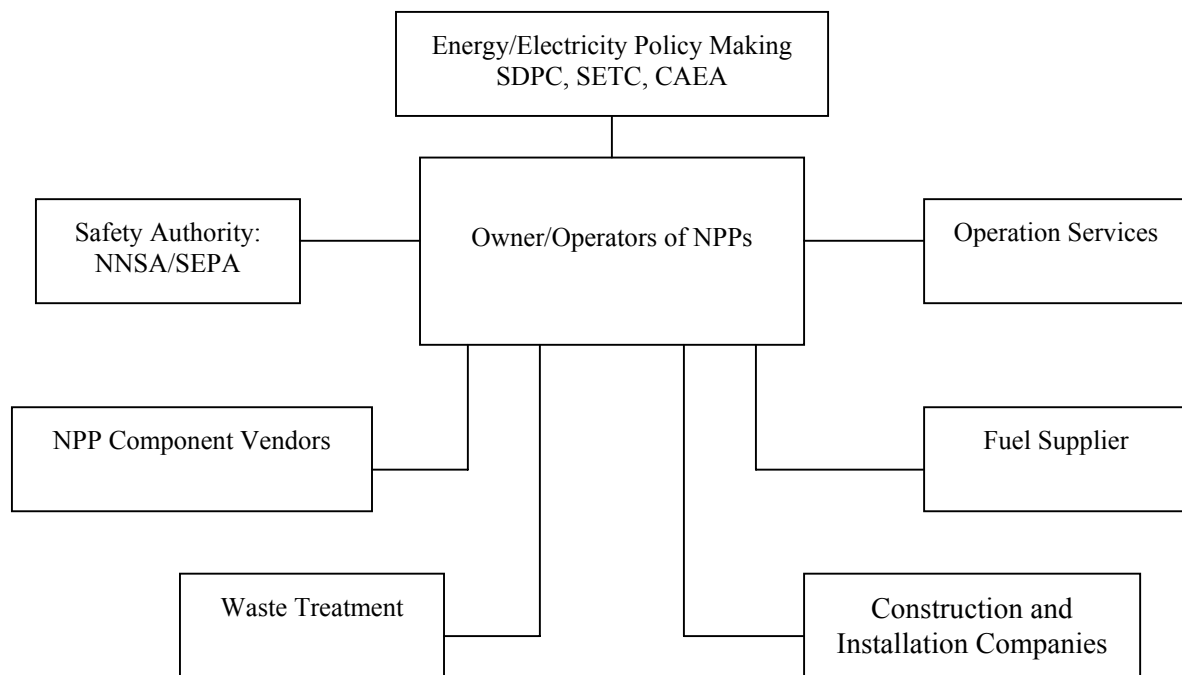 Energy/Electricity Policy Making
SDPC, SETC, CAEA
Safety Authority:
NNSA/SEPA
Owner/Operators of NPPs
Operation Services
NPP Component Vendors
Fuel Supplier
Waste Treatment
Construction and
Installation Companies